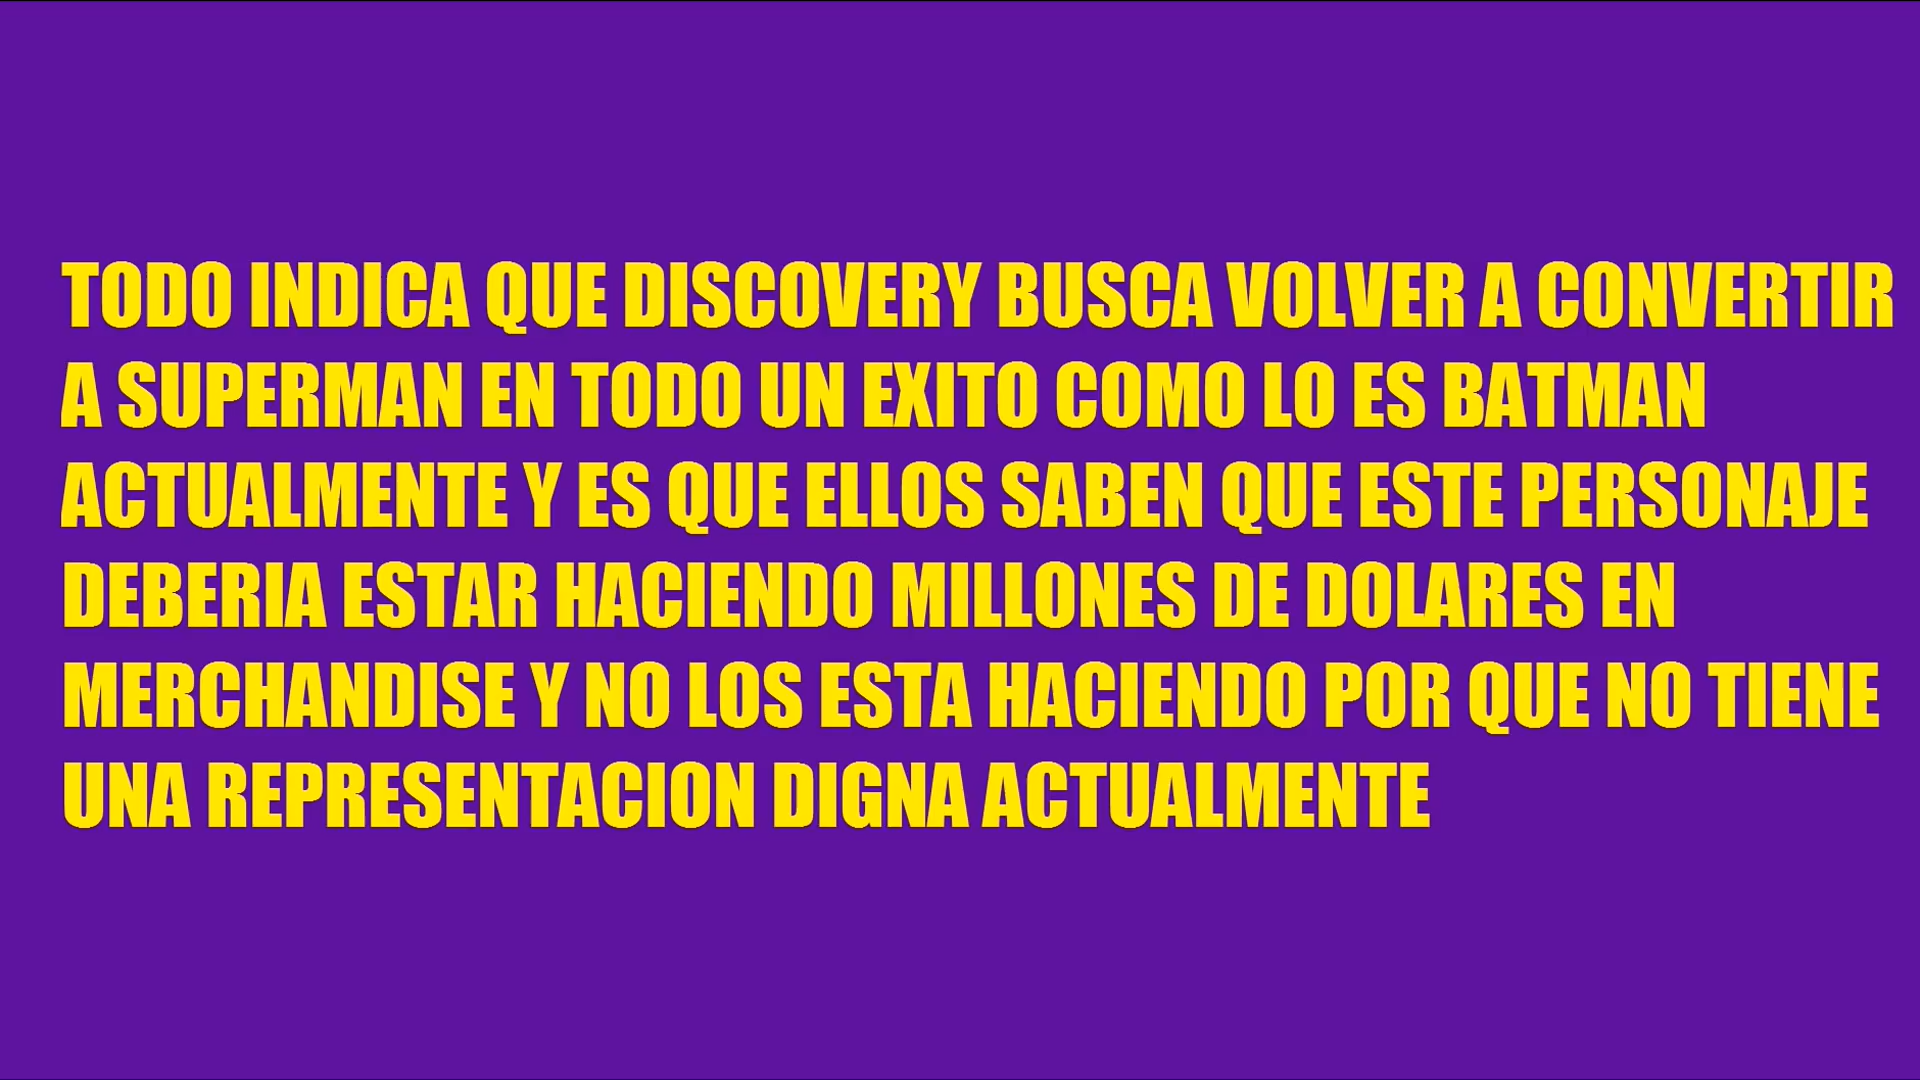 TODO INDICA QUE DISCOVERY BUSCA VOLVER A CONVERTIR
A SUPERMAN EN TODO UN EXITO COMO LO ES BATMAN
ACTUALMENTE Y ES QUE ELLOS SABEN QUE ESTE PERSONAJE
DEBERIA ESTAR HACIENDO MILLONES DE DOLARES EN
MERCHANDISE Y NO LOS ESTA HACIENDO POR QUE NO TIENE
UNA REPRESENTACION DIGNA ACTUALMENTE